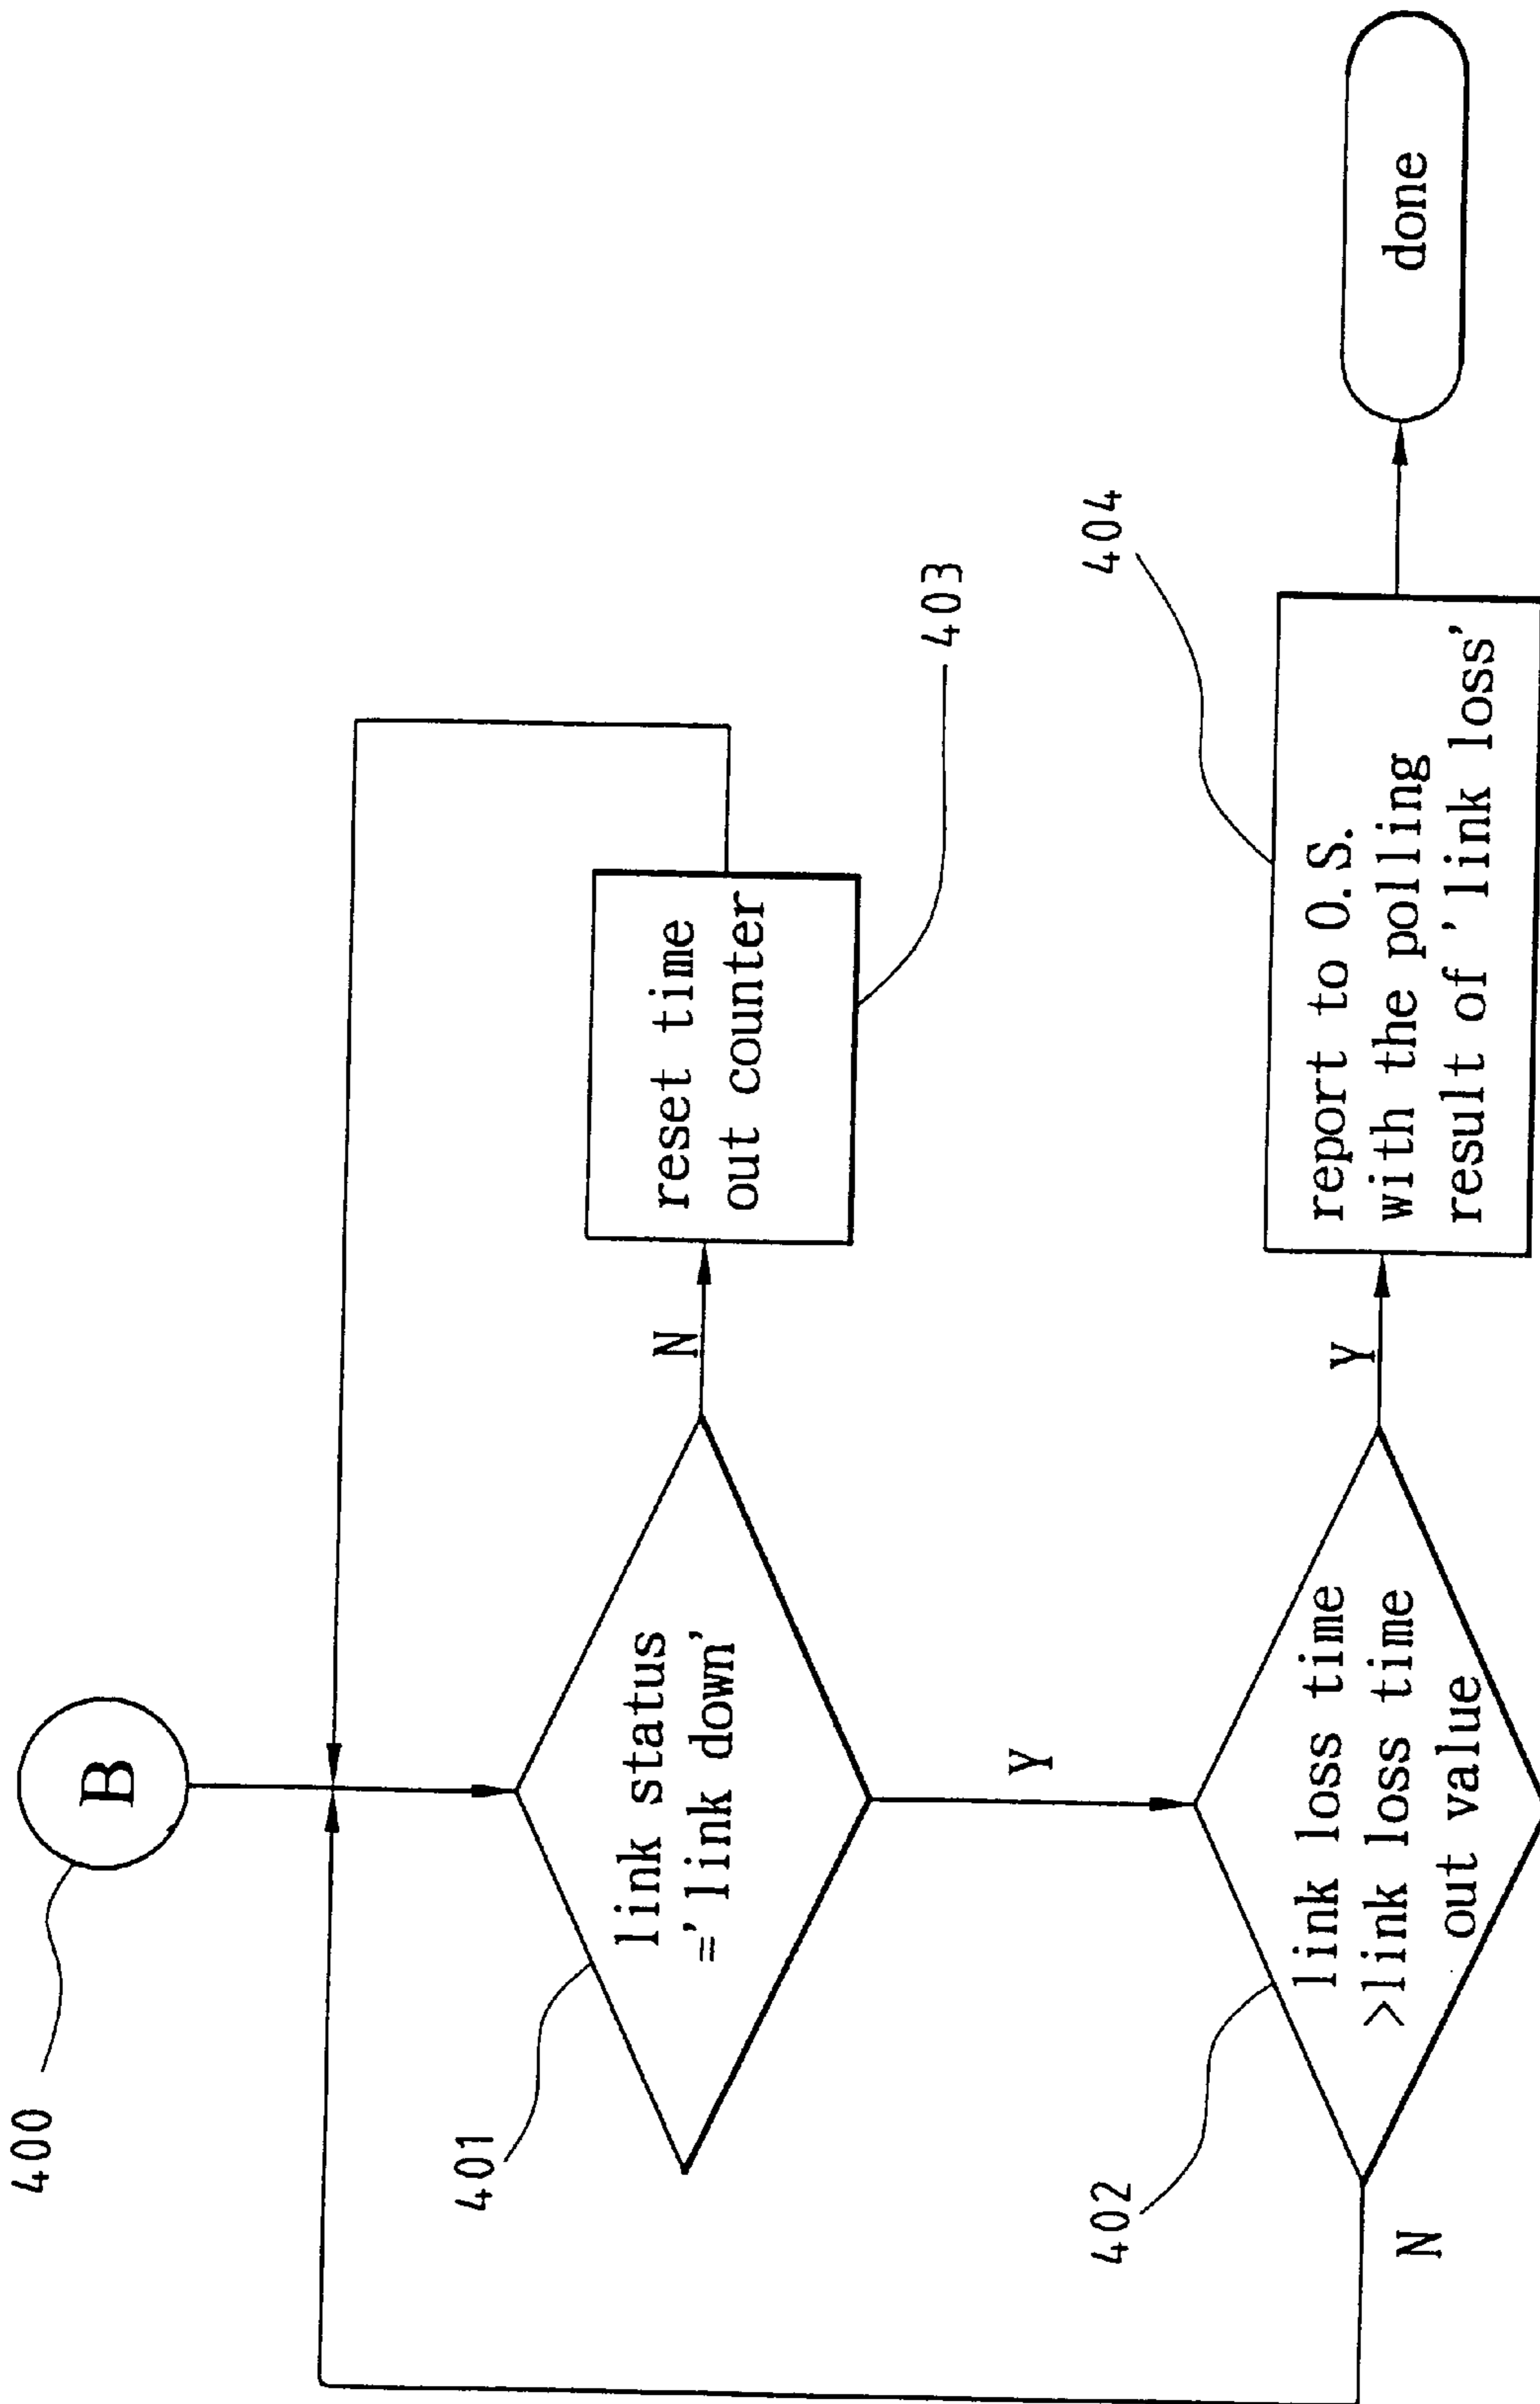 400
B
401
link status
='link down'
N
reset time
out counter
403
Y
402
link loss time
>link loss time
out value
N
Y
report to O.S.
with the polling
result of 'link loss'
404
done